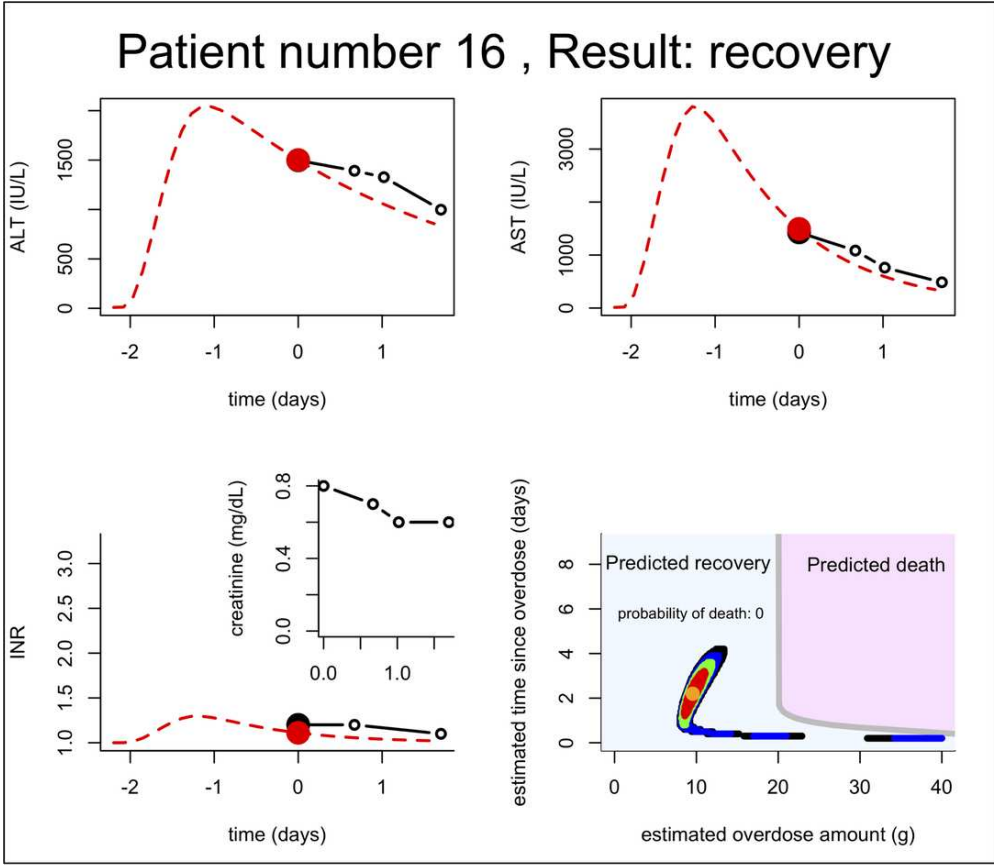 Patient number 16 , Result: recovery
ALT (IU/L)
0
500
1500
-2
-1
0
1
time (days)
AST (IU/L)
0
1000
3000
-2
-1
0
1
time (days)
INR
1.0
1.5
2.0
2.5
3.0
-2
-1
0
1
time (days)
creatinine (mg/dL)
0.0
0.4
0.8
0.0
1.0
estimated time since overdose (days)
0
2
4
6
8
Predicted recovery
Predicted death
probability of death: 0
0
10
20
30
40
estimated overdose amount (g)